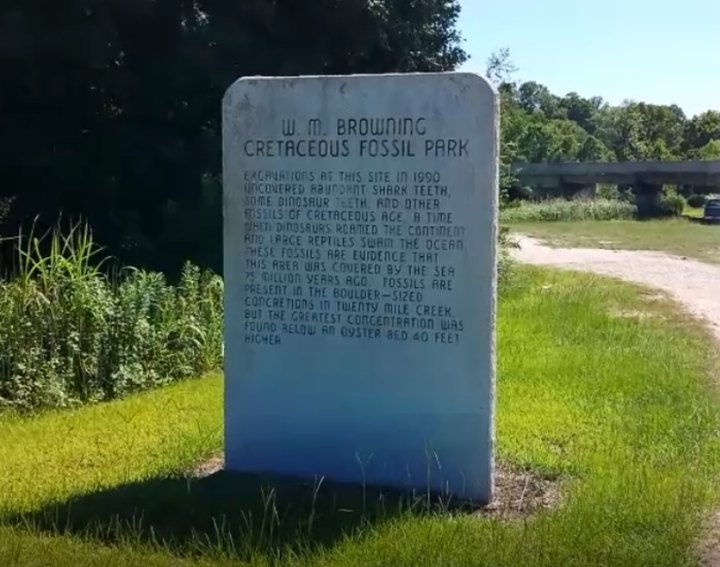 W. M. BROWNING
CRETACEOUS FOSSIL PARK
EXCAVATIONS AT THIS SITE IN 1990
UNCOVERED ABUNDANT SHARK TEETH,
SOME DINOSAUR TEETH, AND OTHER
FOSSILS OF CRETACEOUS AGE, A TIME
WHEN DINOSAURS ROAMED THE CONTINENT
AND LARGE REPTILES SWAM THE OCEAN.
THESE FOSSILS ARE EVIDENCE THAT
THIS AREA WAS COVERED BY THE SEA
75 MILLION YEARS AGO. FOSSILS ARE
PRESENT IN THE BOULDER-SIZED
CONCRETIONS IN TWENTY MILE CREEK,
BUT THE GREATEST CONCENTRATION WAS
FOUND BELOW AN OYSTER BED 40 FEET
HIGHER